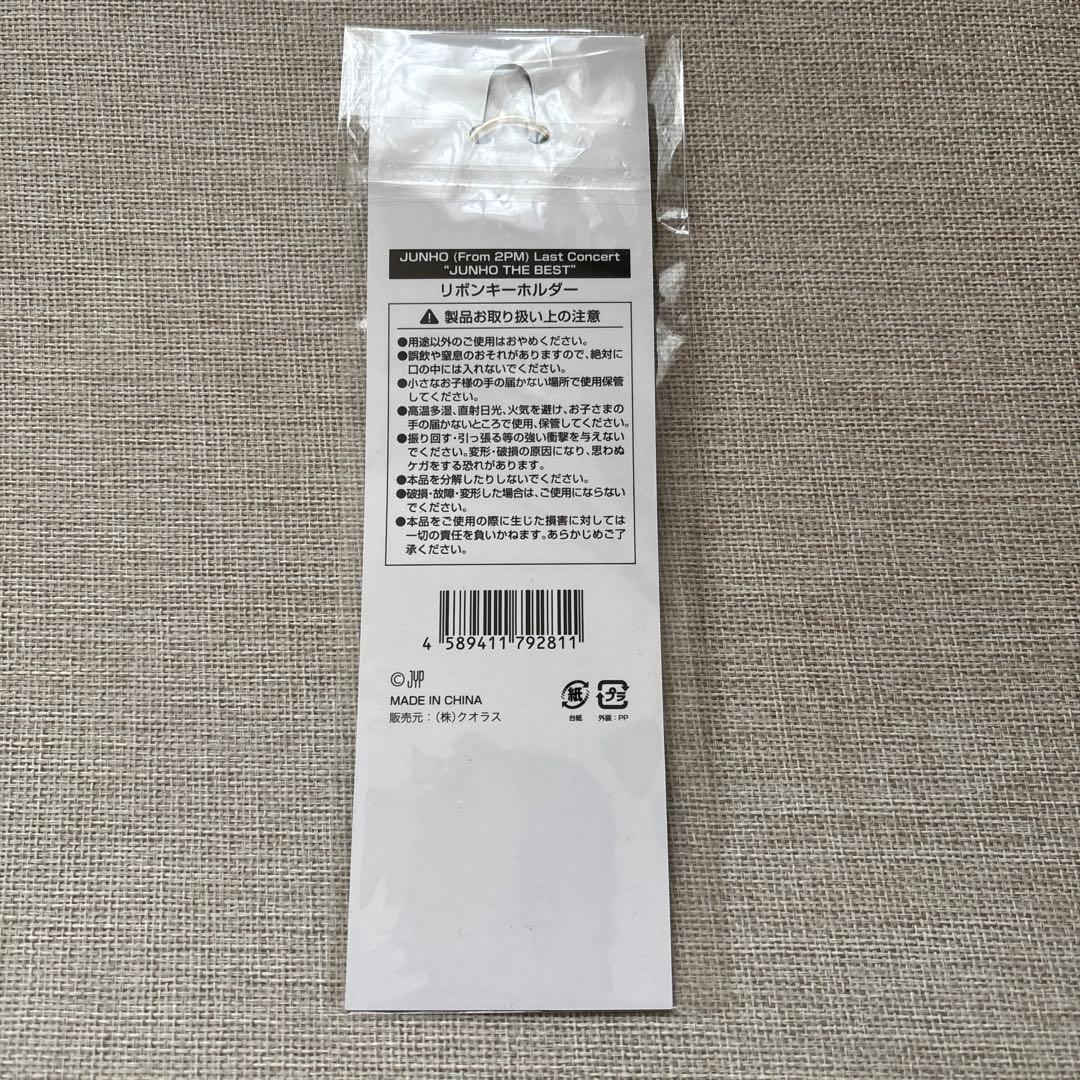 JUNHO (From 2PM) Last Concert
"JUNHO THE BEST"
リボンキーホルダー
製品お取り扱い上の注意
●用途以外のご使用はおやめください。
●誤飲や窒息のおそれがありますので、絶対に
口の中には入れないでください。
●小さなお子様の手の届かない場所で使用保管
してください。
●高温多湿、直射日光、火気を避け、お子さまの
手の届かないところで使用、保管してください。
●振り回す・引っ張る等の強い衝撃を与えない
でください。変形・破損の原因になり、思わぬ
ケガをする恐れがあります。
●本品を分解したりしないでください。
●破損・故障・変形した場合は、ご使用にならない
でください。
●本品をご使用の際に生じた損害に対しては
一切の責任を負いかねます。あらかじめご了
承ください。
4 589411 792811
© JYP
MADE IN CHINA
販売元:(株)クオラス
紙
台紙
プラ
外装:PP